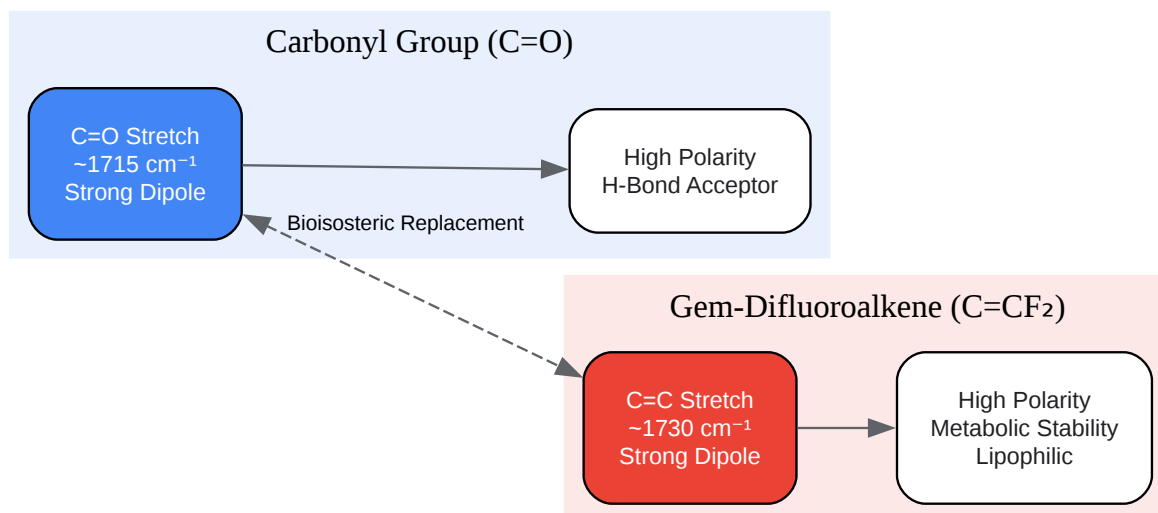 Carbonyl Group (C=O)
C=O Stretch
~1715 cm⁻¹
Strong Dipole
High Polarity
H-Bond Acceptor
Bioisosteric Replacement
Gem-Difluoroalkene (C=CF₂)
C=C Stretch
~1730 cm⁻¹
Strong Dipole
High Polarity
Metabolic Stability
Lipophilic